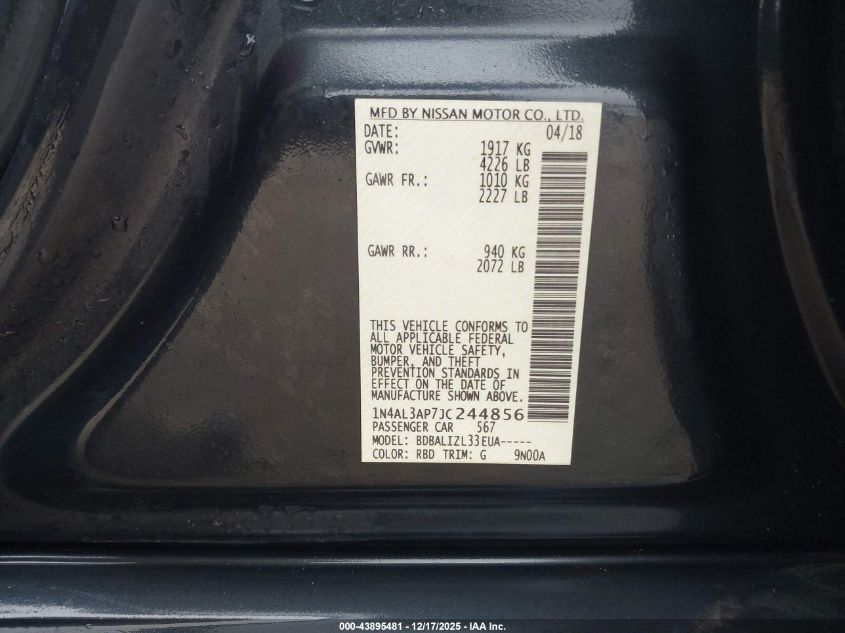 MFD BY NISSAN MOTOR CO., LTD.
DATE: 04/18
GVWR: 1917 KG
4226 LB
GAWR FR.: 1010 KG
2227 LB
GAWR RR.: 940 KG
2072 LB
THIS VEHICLE CONFORMS TO
ALL APPLICABLE FEDERAL
MOTOR VEHICLE SAFETY,
BUMPER, AND THEFT
PREVENTION STANDARDS IN
EFFECT ON THE DATE OF
MANUFACTURE SHOWN ABOVE.
1N4AL3AP7JC244856
PASSENGER CAR 567
MODEL: BDBALIZL33EUA-----
COLOR: RBD TRIM: G 9N00A
000-43895481 - 12/17/2025 - IAA Inc.